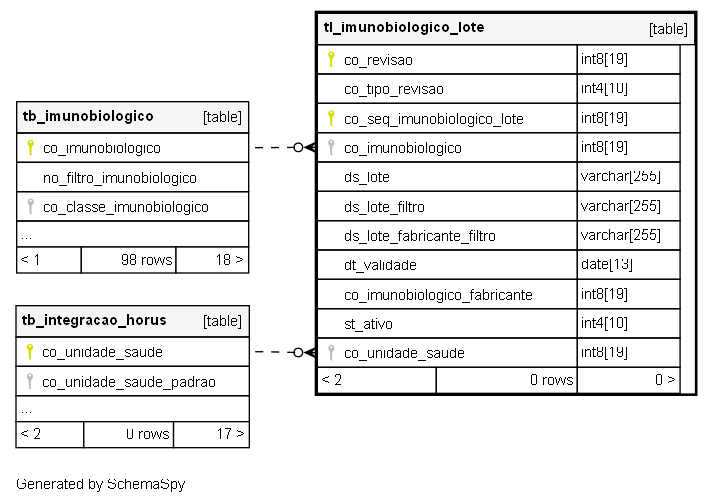 tl_imunobiologico_lote [table]
co_revisao int8[19]
co_tipo_revisao int4[10]
co_seq_imunobiologico_lote int8[19]
co_imunobiologico int8[19]
ds_lote varchar[255]
ds_lote_filtro varchar[255]
ds_lote_fabricante_filtro varchar[255]
dt_validade date[13]
co_imunobiologico_fabricante int8[19]
st_ativo int4[10]
co_unidade_saude int8[19]
< 2 0 rows 0 >
tb_imunobiologico [table]
co_imunobiologico
no_filtro_imunobiologico
co_classe_imunobiologico
...
< 1 98 rows 18 >
tb_integracao_horus [table]
co_unidade_saude
co_unidade_saude_padrao
...
< 2 0 rows 17 >
Generated by SchemaSpy